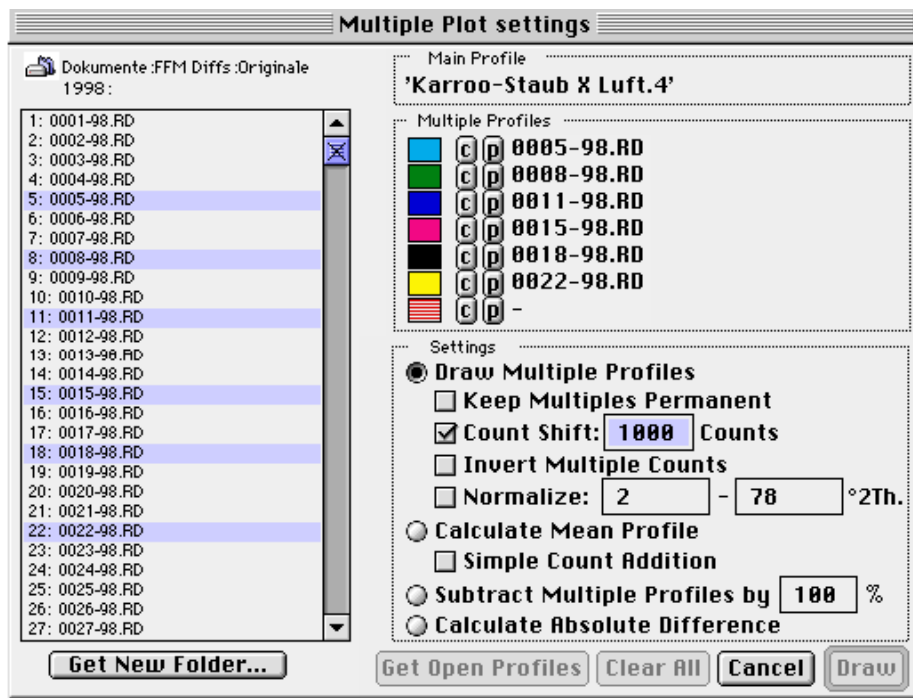 Multiple Plot settings
Dokumente :FFM Diffs :Originale
1998 :
1: 0001-98.RD
2: 0002-98.RD
3: 0003-98.RD
4: 0004-98.RD
5: 0005-98.RD
6: 0006-98.RD
7: 0007-98.RD
8: 0008-98.RD
9: 0009-98.RD
10: 0010-98.RD
11: 0011-98.RD
12: 0012-98.RD
13: 0013-98.RD
14: 0014-98.RD
15: 0015-98.RD
16: 0016-98.RD
17: 0017-98.RD
18: 0018-98.RD
19: 0019-98.RD
20: 0020-98.RD
21: 0021-98.RD
22: 0022-98.RD
23: 0023-98.RD
24: 0024-98.RD
25: 0025-98.RD
26: 0026-98.RD
27: 0027-98.RD
Get New Folder...
Main Profile
'Karroo-Staub X Luft.4'
Multiple Profiles
c p 0005-98.RD
c p 0008-98.RD
c p 0011-98.RD
c p 0015-98.RD
c p 0018-98.RD
c p 0022-98.RD
c p -
Settings
Draw Multiple Profiles
Keep Multiples Permanent
Count Shift: 1000 Counts
Invert Multiple Counts
Normalize: 2 - 78 °2Th.
Calculate Mean Profile
Simple Count Addition
Subtract Multiple Profiles by 100 %
Calculate Absolute Difference
Get Open Profiles Clear All Cancel Draw